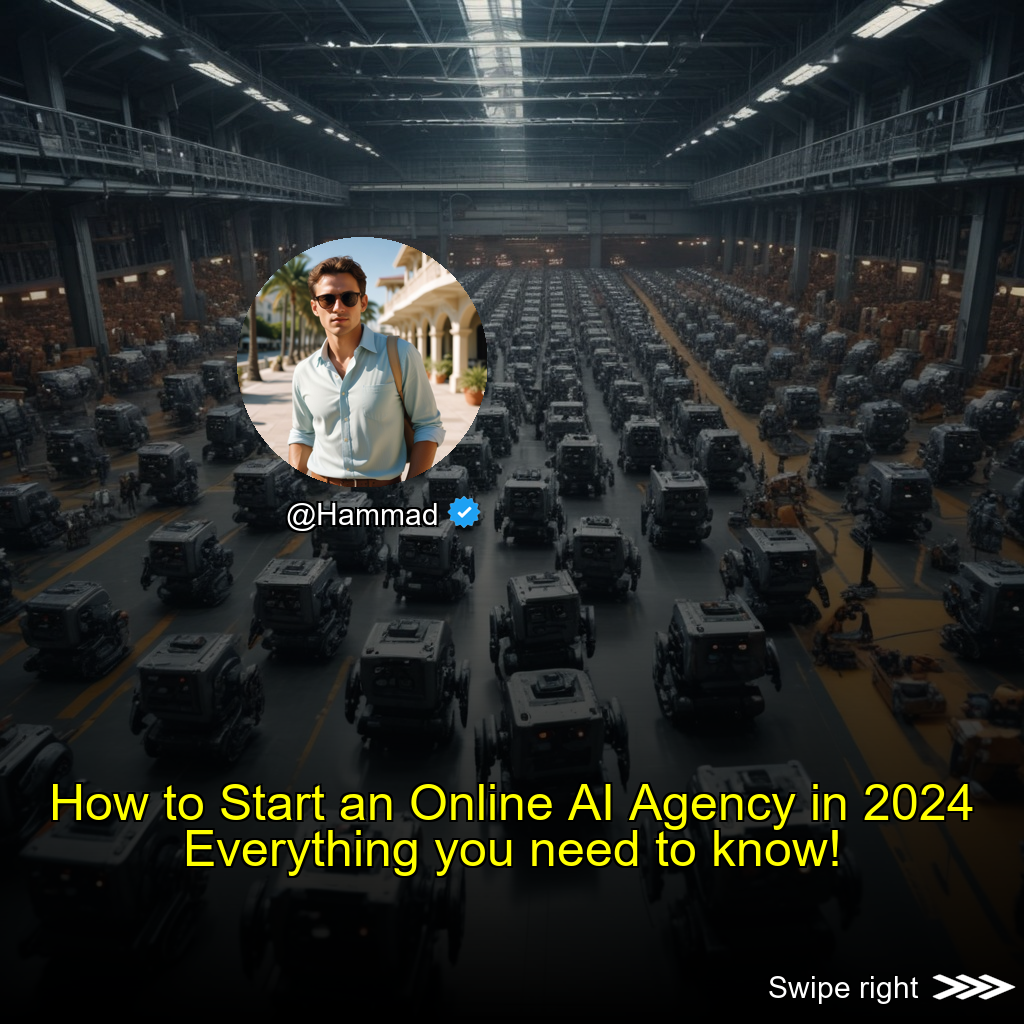 @Hammad
How to Start an Online AI Agency in 2024
Everything you need to know!
Swipe right